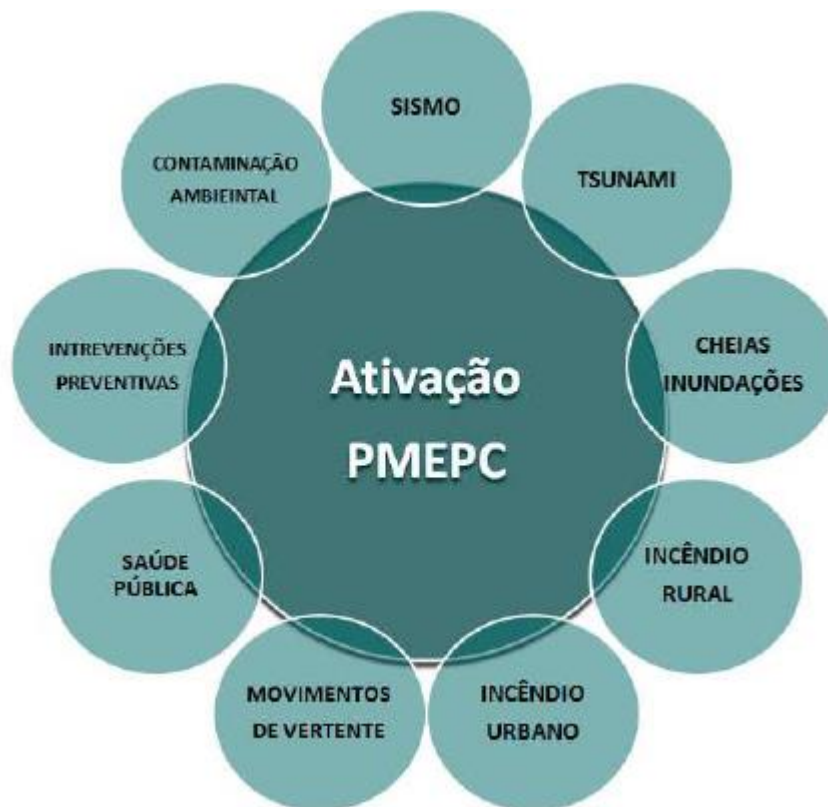 SISMO
TSUNAMI
CHEIAS
INUNDAÇÕES
INCÊNDIO
RURAL
INCÊNDIO
URBANO
MOVIMENTOS
DE VERTENTE
SAÚDE
PÚBLICA
INTREVENÇÕES
PREVENTIVAS
CONTAMINAÇÃO
AMBIEINTAL
Ativação
PMEPC